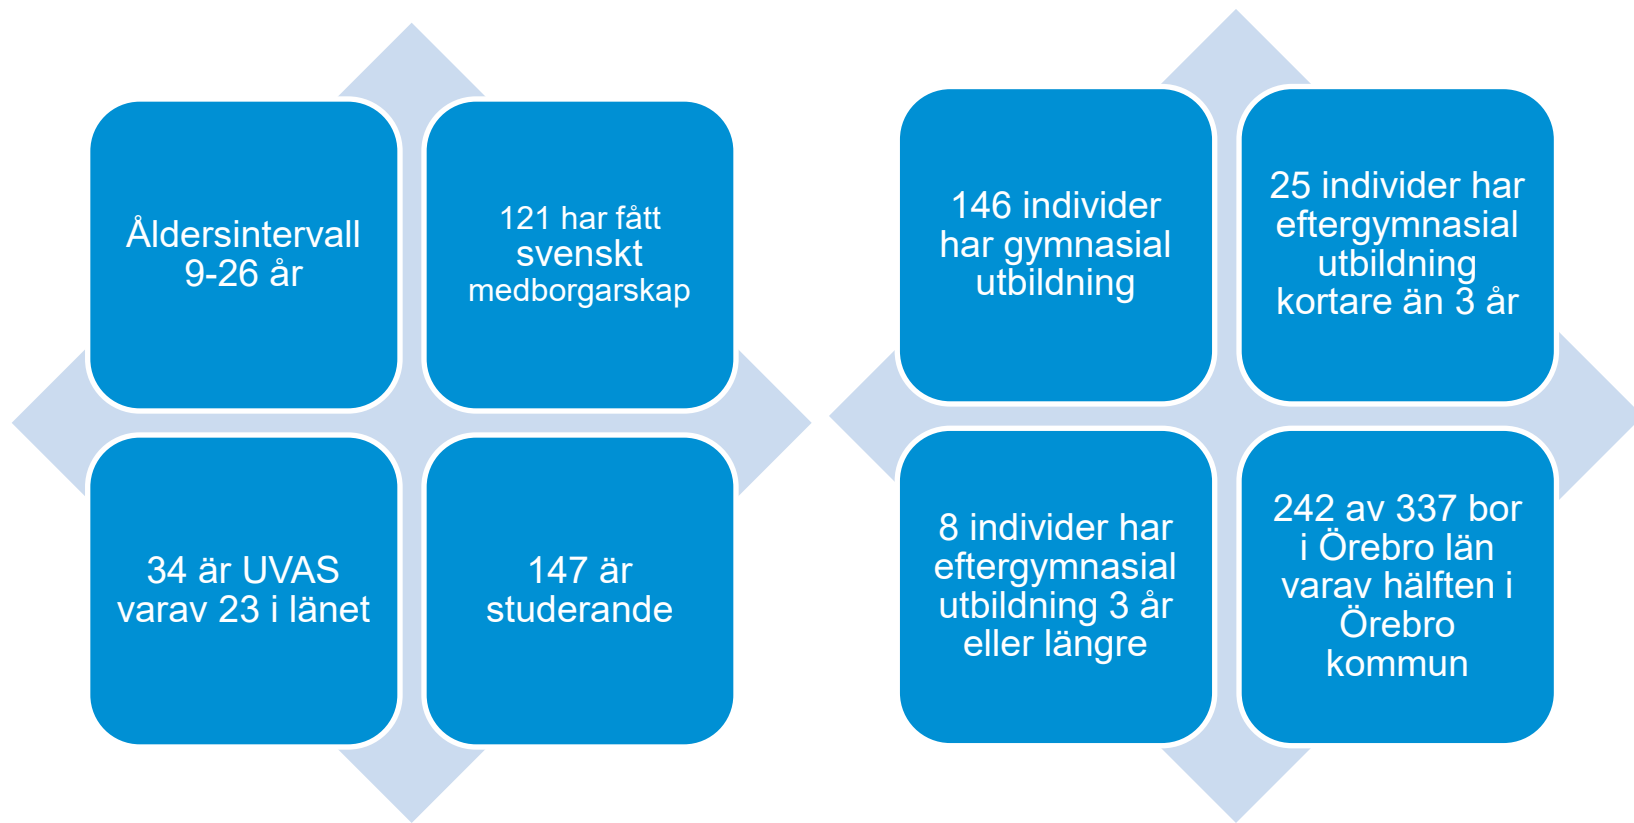 Åldersintervall
9-26 år
121 har fått
svenskt
medborgarskap
34 är UVAS
varav 23 i länet
147 är
studerande
146 individer
har gymnasial
utbildning
25 individer har
eftergymnasial
utbildning
kortare än 3 år
8 individer har
eftergymnasial
utbildning 3 år
eller längre
242 av 337 bor
i Örebro län
varav hälften i
Örebro
kommun